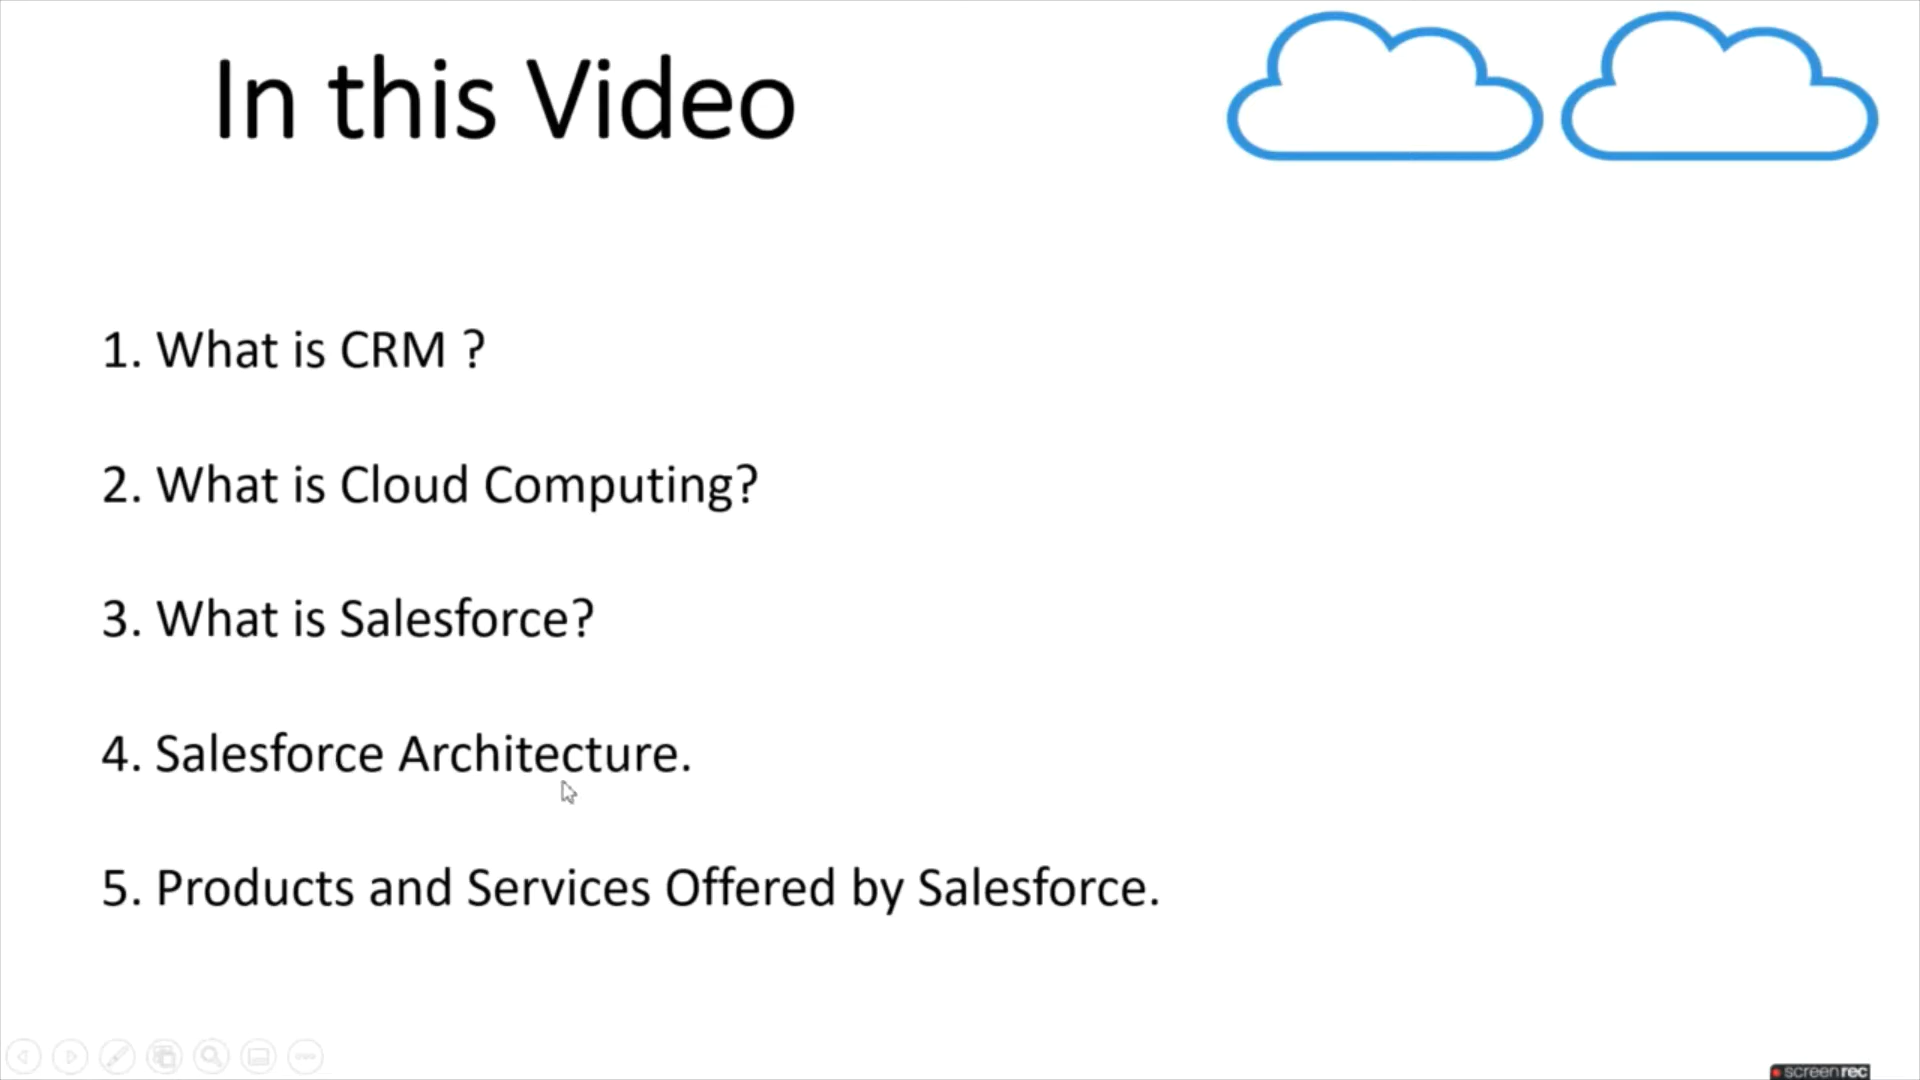 In this Video
1. What is CRM ?
2. What is Cloud Computing?
3. What is Salesforce?
4. Salesforce Architecture.
5. Products and Services Offered by Salesforce.
screenrec